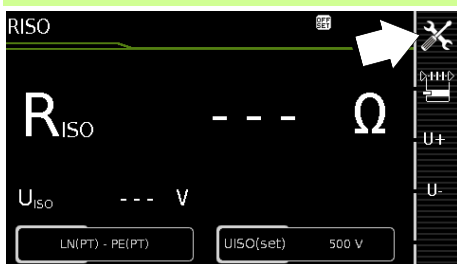 RISO
OFF SET
RISO --- Ω
UISO --- V
LN(PT) - PE(PT)
UISO(set) 500 V
U+
U-